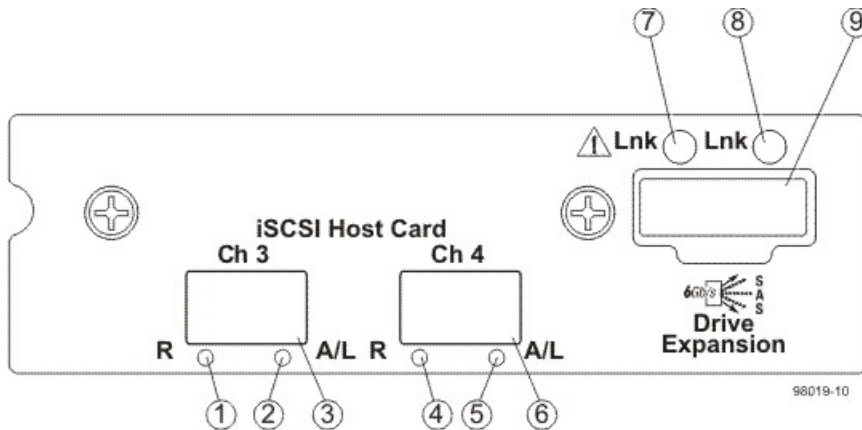 7 8 9
! Lnk Lnk
iSCSI Host Card
Ch 3 Ch 4
6Gb/s SAS
Drive
Expansion
R A/L R A/L
98019-10
1 2 3 4 5 6